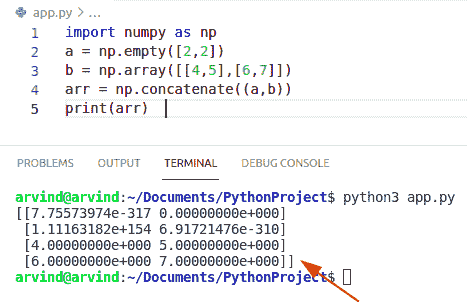 app.py > ...
1 import numpy as np
2 a = np.empty([2,2])
3 b = np.array([[4,5],[6,7]])
4 arr = np.concatenate((a,b))
5 print(arr)
PROBLEMS OUTPUT TERMINAL DEBUG CONSOLE
arvind@arvind:~/Documents/PythonProject$ python3 app.py
[[7.75573974e-317 0.00000000e+000]
[1.11163182e+154 6.91721476e-310]
[4.00000000e+000 5.00000000e+000]
[6.00000000e+000 7.00000000e+000]]
arvind@arvind:~/Documents/PythonProject$